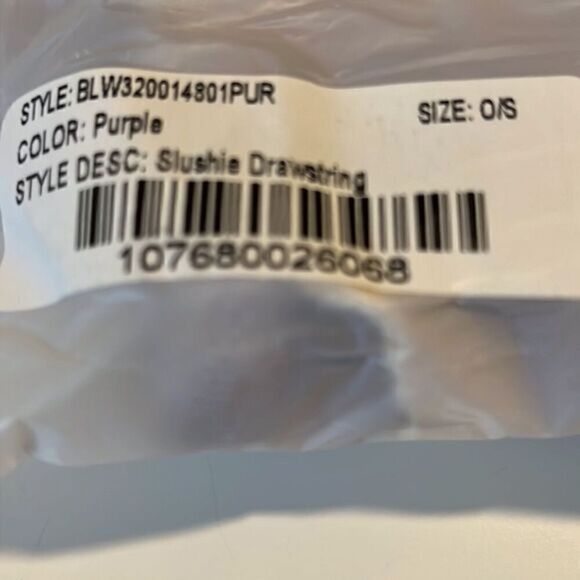 STYLE: BLW320014801PUR SIZE: O/S
COLOR: Purple
STYLE DESC: Slushie Drawstring
107680026068